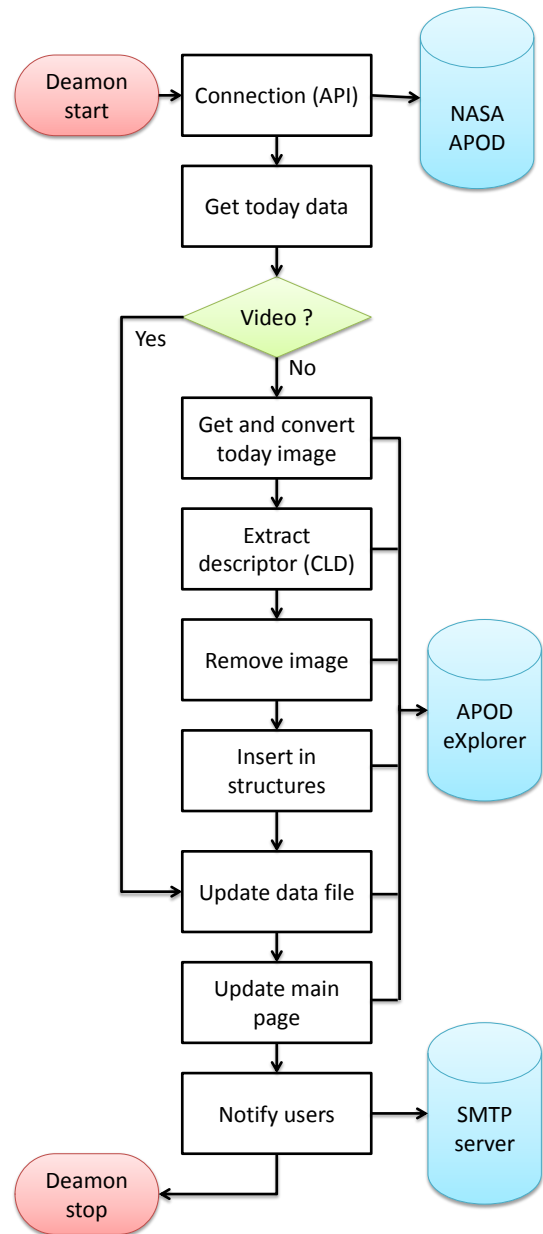 Deamon
start
Connection (API)
NASA
APOD
Get today data
Video ?
Yes
No
Get and convert
today image
Extract
descriptor (CLD)
Remove image
APOD
eXplorer
Insert in
structures
Update data file
Update main
page
Notify users
SMTP
server
Deamon
stop